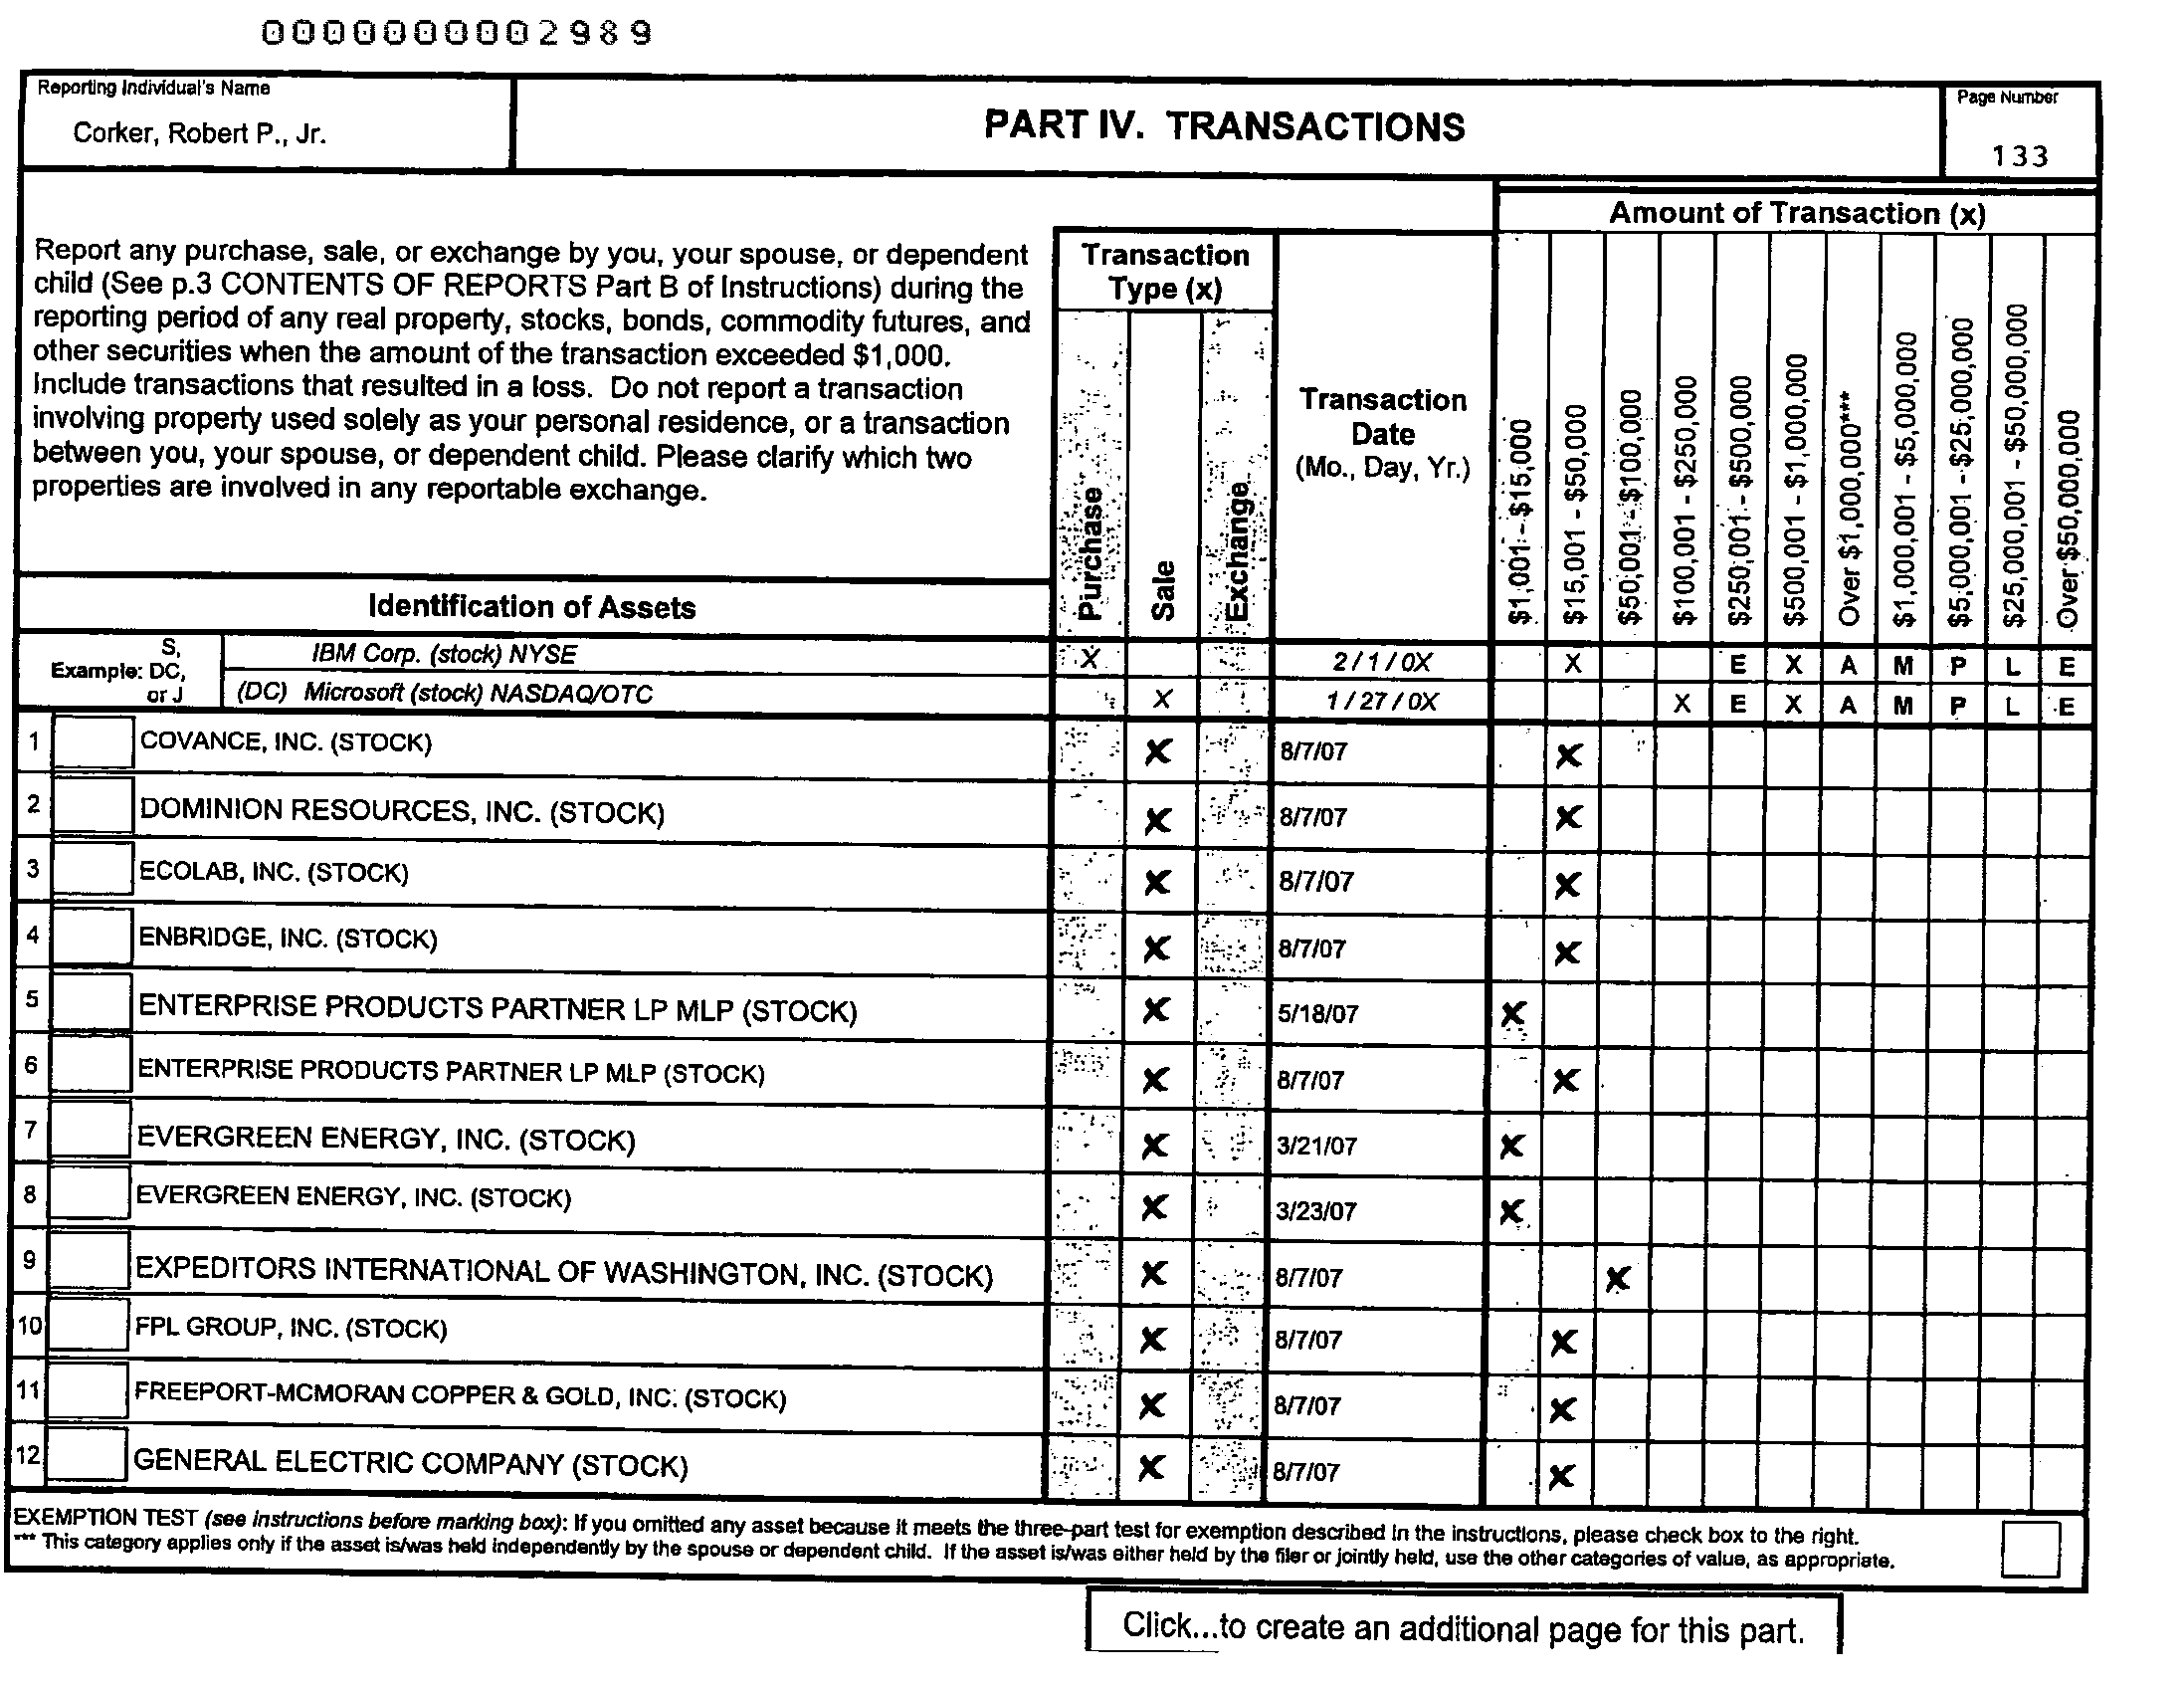 0000000002989
Reporting Individual's Name
Corker, Robert P., Jr.
PART IV. TRANSACTIONS
Page Number
133
Amount of Transaction (x)
Report any purchase, sale, or exchange by you, your spouse, or dependent
child (See p.3 CONTENTS OF REPORTS Part B of Instructions) during the
reporting period of any real property, stocks, bonds, commodity futures, and
other securities when the amount of the transaction exceeded $1,000.
Include transactions that resulted in a loss. Do not report a transaction
involving property used solely as your personal residence, or a transaction
between you, your spouse, or dependent child. Please clarify which two
properties are involved in any reportable exchange.
Transaction
Type (x)
Purchase
Sale
Exchange
Transaction
Date
(Mo., Day, Yr.)
$1,001 - $15,000
$15,001 - $50,000
$50,001 - $100,000
$100,001 - $250,000
$250,001 - $500,000
$500,001 - $1,000,000
Over $1,000,000***
$1,000,001 - $5,000,000
$5,000,001 - $25,000,000
$25,000,001 - $50,000,000
Over $50,000,000
Identification of Assets
Example: S, DC, or J
IBM Corp. (stock) NYSE X 2 / 1 / 0X X E X A M P L E
(DC) Microsoft (stock) NASDAQ/OTC X 1 / 27 / 0X X E X A M P L E
1 COVANCE, INC. (STOCK) X 8/7/07 X
2 DOMINION RESOURCES, INC. (STOCK) X 8/7/07 X
3 ECOLAB, INC. (STOCK) X 8/7/07 X
4 ENBRIDGE, INC. (STOCK) X 8/7/07 X
5 ENTERPRISE PRODUCTS PARTNER LP MLP (STOCK) X 5/18/07 X
6 ENTERPRISE PRODUCTS PARTNER LP MLP (STOCK) X 8/7/07 X
7 EVERGREEN ENERGY, INC. (STOCK) X 3/21/07 X
8 EVERGREEN ENERGY, INC. (STOCK) X 3/23/07 X
9 EXPEDITORS INTERNATIONAL OF WASHINGTON, INC. (STOCK) X 8/7/07 X
10 FPL GROUP, INC. (STOCK) X 8/7/07 X
11 FREEPORT-MCMORAN COPPER & GOLD, INC. (STOCK) X 8/7/07 X
12 GENERAL ELECTRIC COMPANY (STOCK) X 8/7/07 X
EXEMPTION TEST (see instructions before marking box): If you omitted any asset because it meets the three-part test for exemption described in the instructions, please check box to the right.
*** This category applies only if the asset is/was held independently by the spouse or dependent child. If the asset is/was either held by the filer or jointly held, use the other categories of value, as appropriate.
Click...to create an additional page for this part.